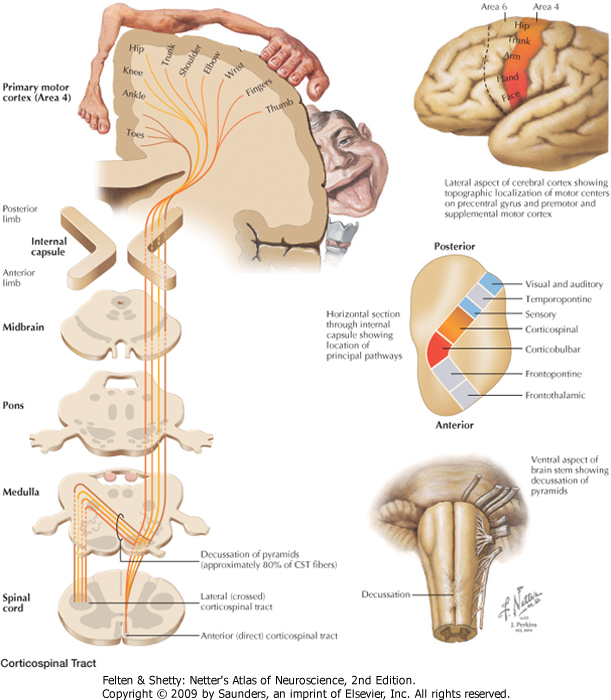 Area 6
Area 4
Hip
Trunk
Arm
Hand
Face
Hip
Trunk
Shoulder
Elbow
Wrist
Fingers
Thumb
Knee
Ankle
Toes
Primary motor
cortex (Area 4)
Lateral aspect of cerebral cortex showing
topographic localization of motor centers
on precentral gyrus and premotor and
supplemental motor cortex
Posterior
limb
Internal
capsule
Anterior
limb
Midbrain
Pons
Medulla
Spinal
cord
Decussation of pyramids
(approximately 80% of CST fibers)
Lateral (crossed)
corticospinal tract
Anterior (direct) corticospinal tract
Horizontal section
through internal
capsule showing
location of
principal pathways
Posterior
Visual and auditory
Temporopontine
Sensory
Corticospinal
Corticobulbar
Frontopontine
Frontothalamic
Anterior
Ventral aspect of
brain stem showing
decussation of
pyramids
Decussation
F. Netter
M.D.
with
J. Perkins
MS, MFA
Corticospinal Tract
Felten & Shetty: Netter's Atlas of Neuroscience, 2nd Edition.
Copyright © 2009 by Saunders, an imprint of Elsevier, Inc. All rights reserved.